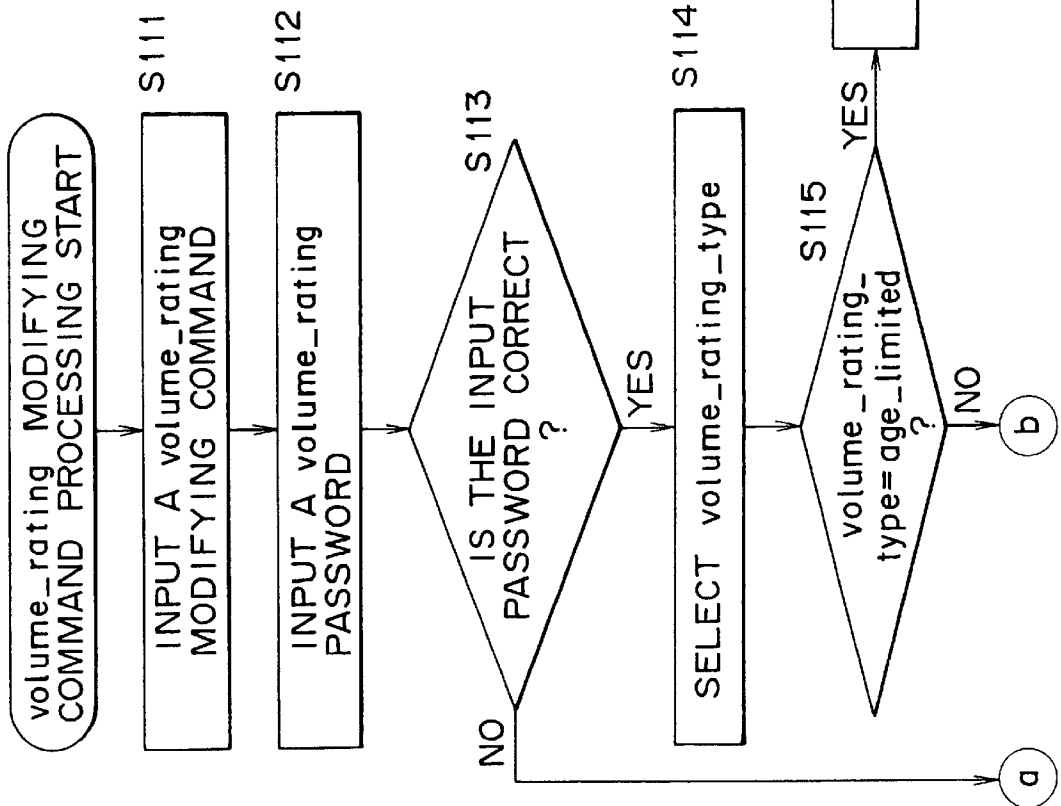 volume_rating MODIFYING
COMMAND PROCESSING START
S111
INPUT A volume_rating
MODIFYING COMMAND
S112
INPUT A volume_rating
PASSWORD
S113
IS THE INPUT
PASSWORD CORRECT
?
NO
YES
S114
SELECT volume_rating_type
S115
volume_rating_
type=age_limited
?
YES
NO
a
b